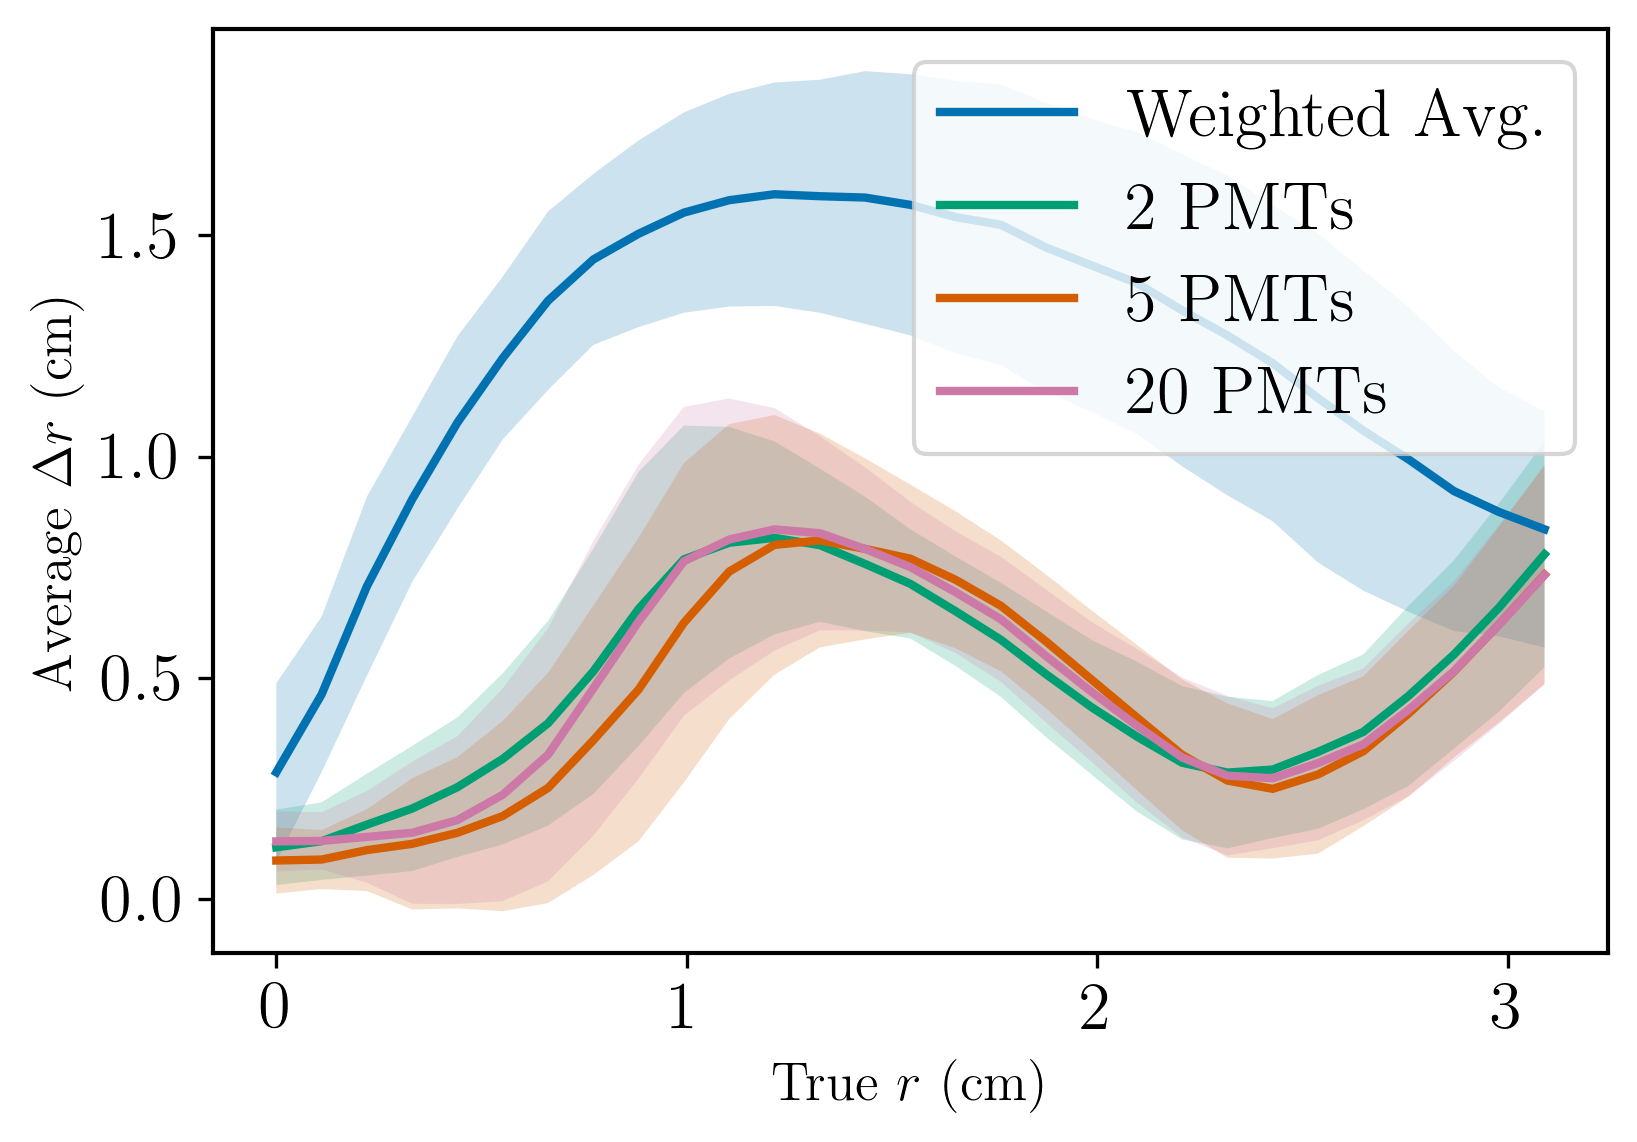 Weighted Avg.
2 PMTs
5 PMTs
20 PMTs
Average Δr (cm)
1.5
1.0
0.5
0.0
0 1 2 3
True r (cm)